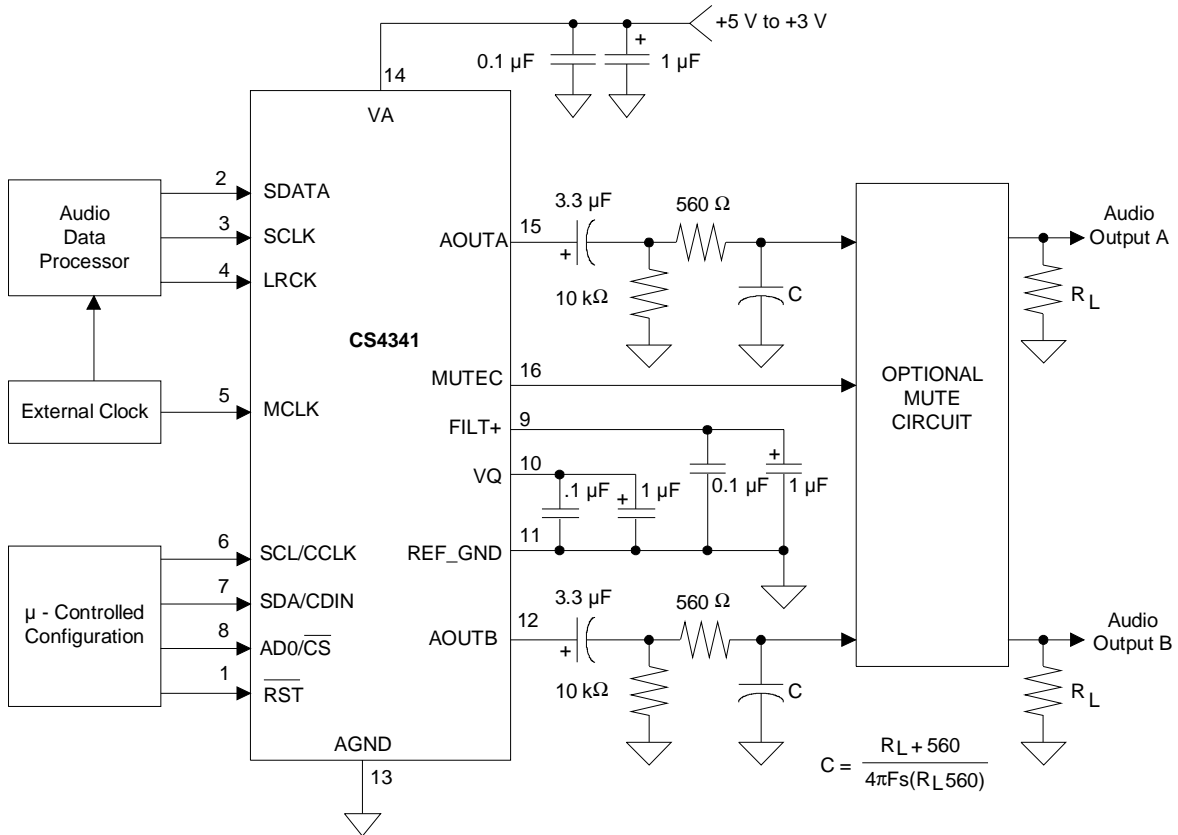 +5 V to +3 V
0.1 µF
+
1 µF
14
VA
Audio
Data
Processor
2
SDATA
3
SCLK
4
LRCK
External Clock
5
MCLK
µ - Controlled
Configuration
6
SCL/CCLK
7
SDA/CDIN
8
AD0/CS
1
RST
CS4341
AGND
13
AOUTA
15
3.3 µF
+
10 kΩ
560 Ω
C
MUTEC
16
FILT+
9
VQ
10
.1 µF
+
1 µF
0.1 µF
+
1 µF
REF_GND
11
AOUTB
12
3.3 µF
+
10 kΩ
560 Ω
C
OPTIONAL
MUTE
CIRCUIT
Audio
Output A
RL
Audio
Output B
RL
C = RL + 560
4πFs(RL560)